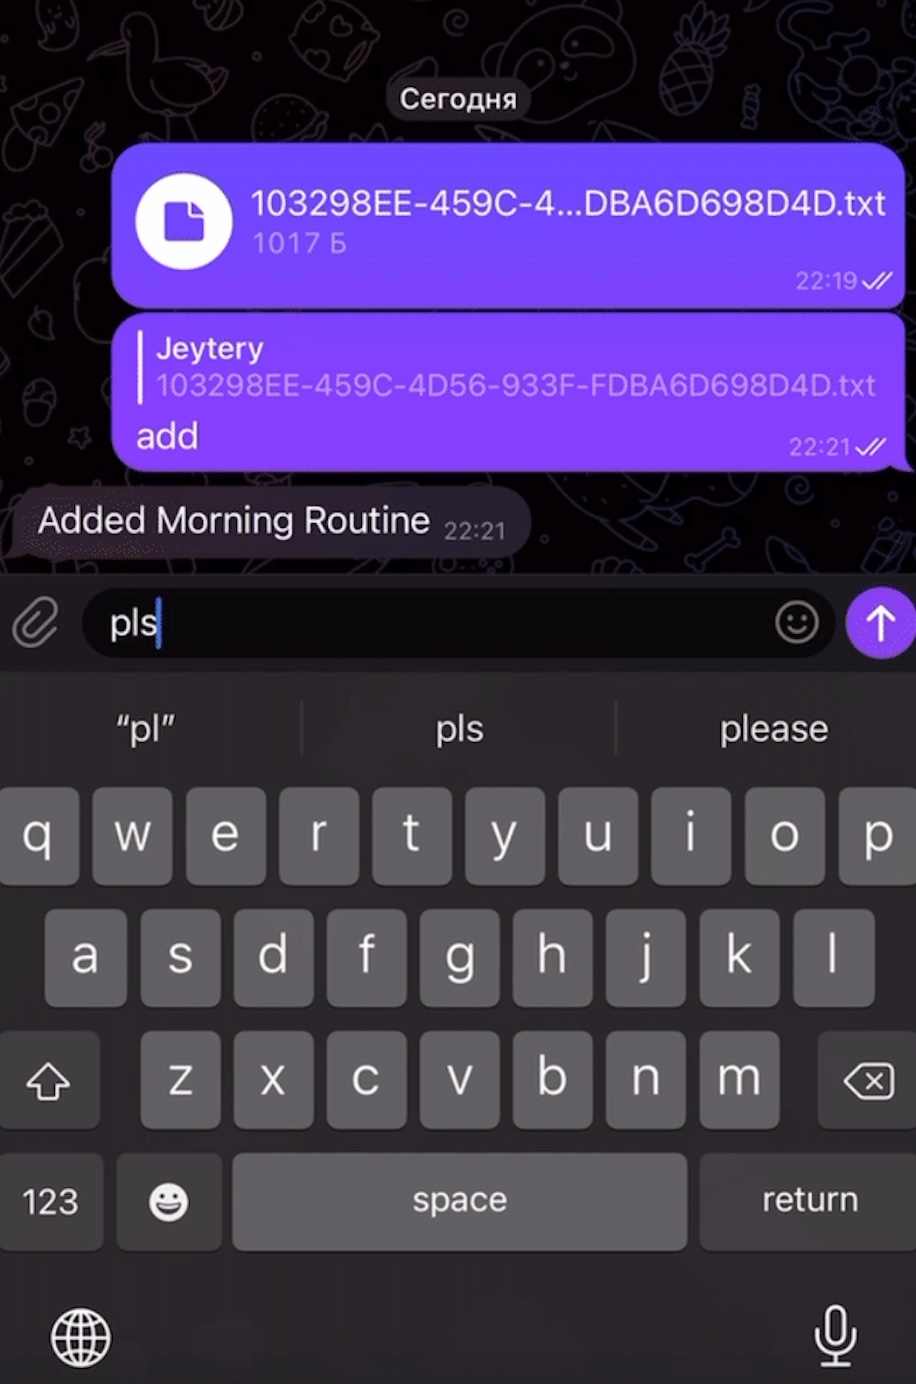 Сегодня
103298EE-459C-4...DBA6D698D4D.txt
1017 Б
22:19
Jeytery
103298EE-459C-4D56-933F-FDBA6D698D4D.txt
add
22:21
Added Morning Routine 22:21
pls
“pl” pls please
q w e r t y u i o p
a s d f g h j k l
z x c v b n m
123 space return